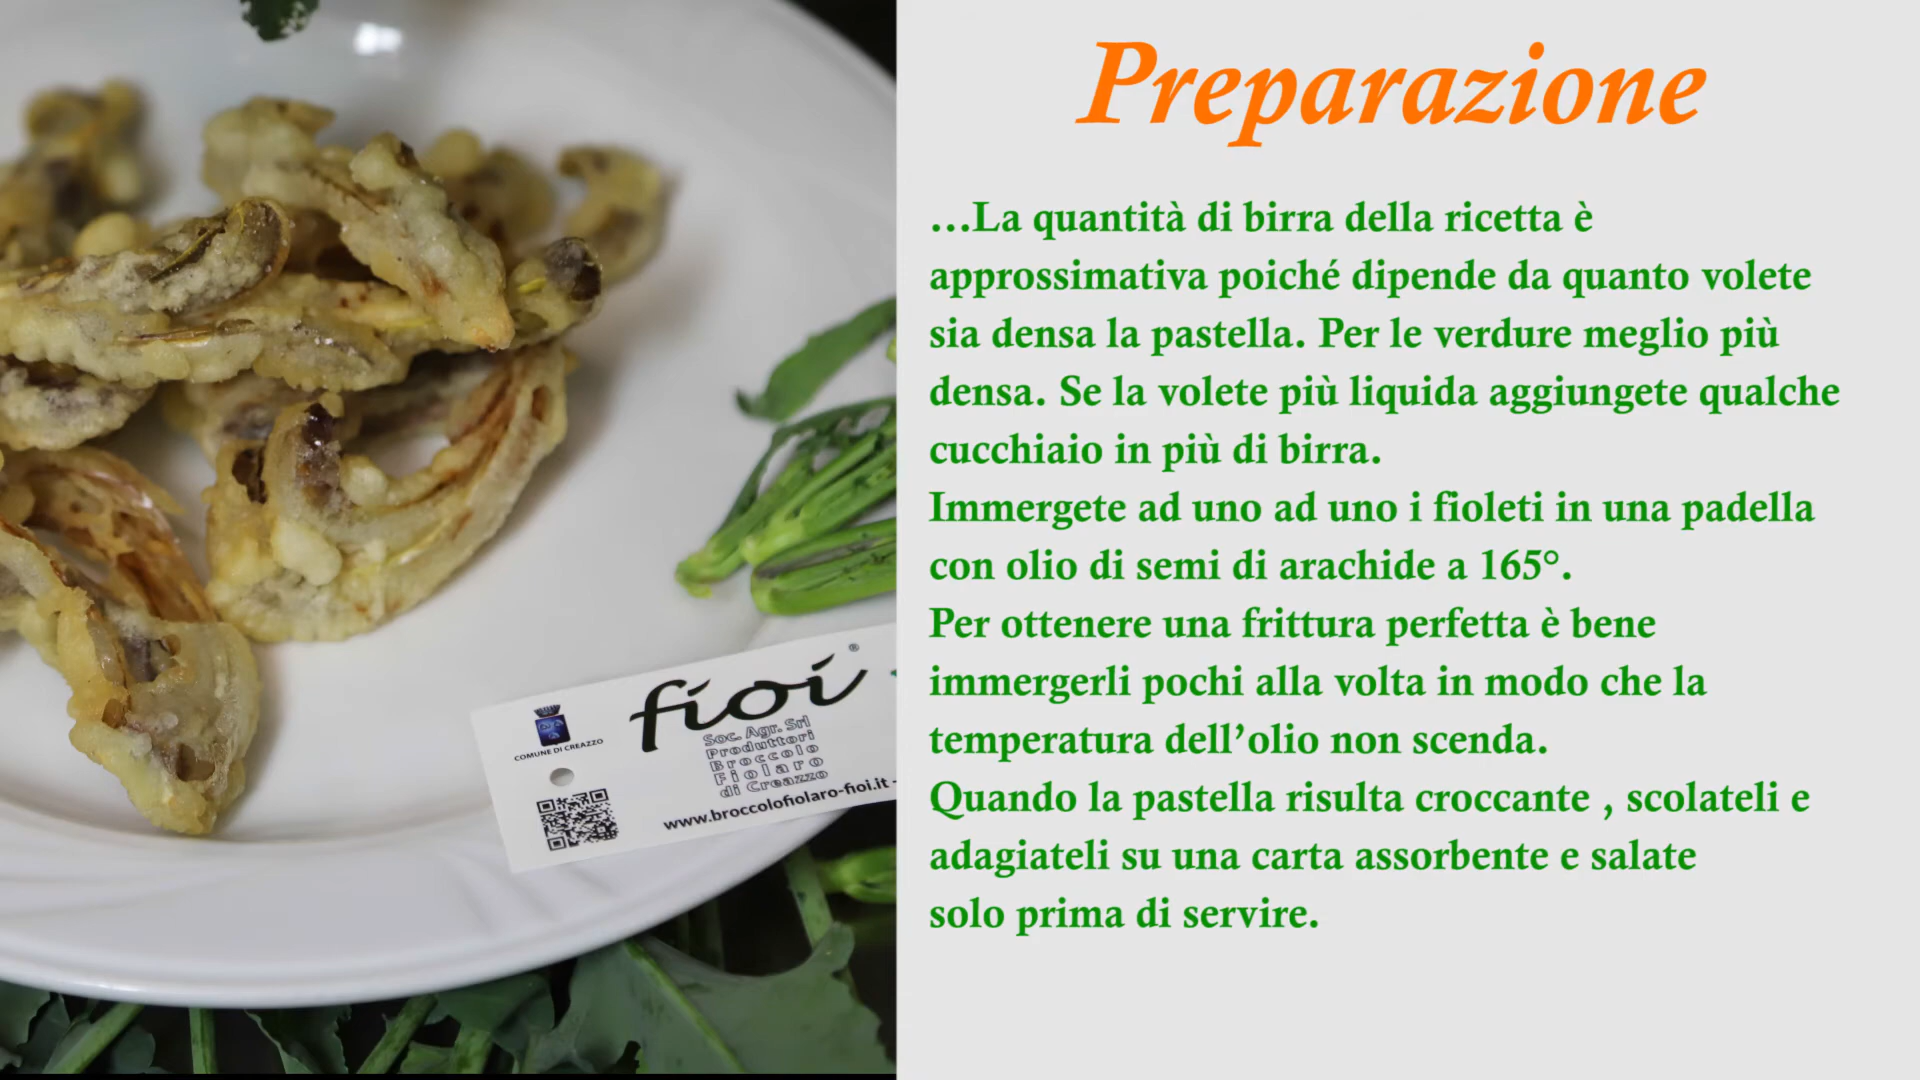 Preparazione
...La quantità di birra della ricetta è
approssimativa poiché dipende da quanto volete
sia densa la pastella. Per le verdure meglio più
densa. Se la volete più liquida aggiungete qualche
cucchiaio in più di birra.
Immergete ad uno ad uno i fioleti in una padella
con olio di semi di arachide a 165°.
Per ottenere una frittura perfetta è bene
immergerli pochi alla volta in modo che la
temperatura dell’olio non scenda.
Quando la pastella risulta croccante , scolateli e
adagiateli su una carta assorbente e salate
solo prima di servire.
COMUNE DI CREAZZO
fioi®
Soc. Agr. Srl
Produttori
Broccolo
Fiolaro
di Creazzo
www.broccolofiolaro-fioi.it -